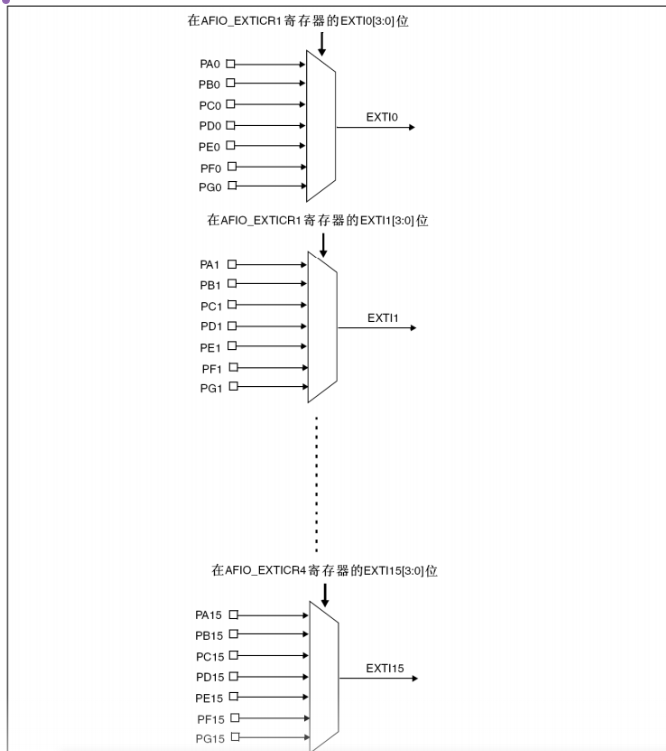 在AFIO_EXTICR1寄存器的EXTI0[3:0]位
PA0
PB0
PC0
PD0
PE0
PF0
PG0
EXTI0
在AFIO_EXTICR1寄存器的EXTI1[3:0]位
PA1
PB1
PC1
PD1
PE1
PF1
PG1
EXTI1
在AFIO_EXTICR4寄存器的EXTI15[3:0]位
PA15
PB15
PC15
PD15
PE15
PF15
PG15
EXTI15